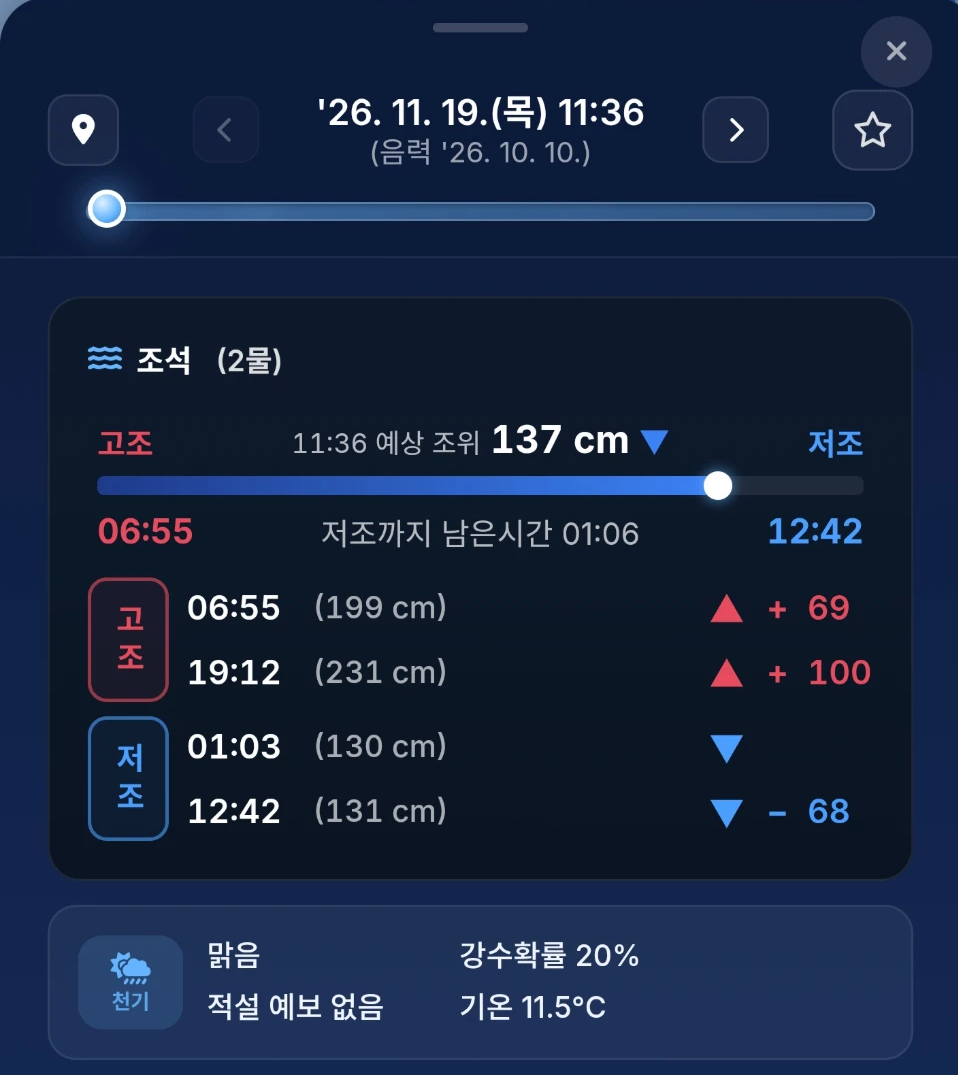 '26. 11. 19.(목) 11:36
(음력 '26. 10. 10.)
조석 (2물)
고조 11:36 예상 조위 137 cm ▼ 저조
06:55 저조까지 남은시간 01:06 12:42
고조
06:55 (199 cm) ▲ + 69
19:12 (231 cm) ▲ + 100
저조
01:03 (130 cm) ▼
12:42 (131 cm) ▼ − 68
천기
맑음 강수확률 20%
적설 예보 없음 기온 11.5°C